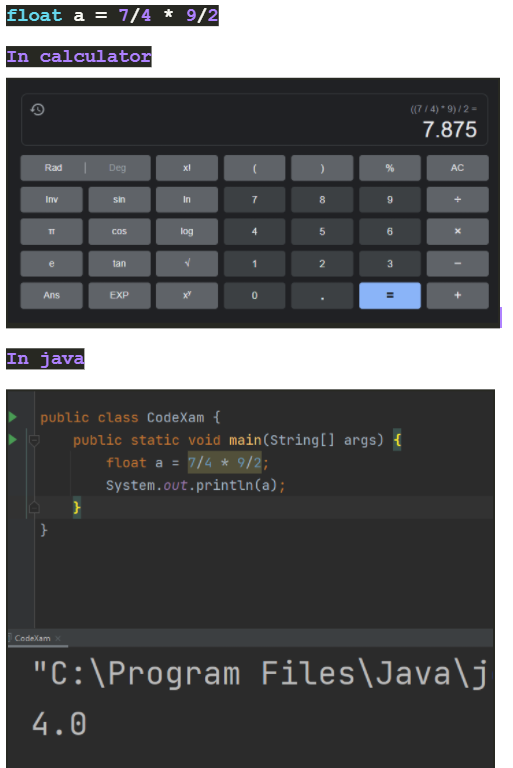 float a = 7/4 * 9/2
In calculator
((7 / 4) * 9) / 2 =
7.875
Rad | Deg x! ( ) % AC
Inv sin ln 7 8 9 ÷
π cos log 4 5 6 ×
e tan √ 1 2 3 −
Ans EXP xʸ 0 . = +
In java
public class CodeXam {
public static void main(String[] args) {
float a = 7/4 * 9/2;
System.out.println(a);
}
}
CodeXam ×
"C:\Program Files\Java\j
4.0